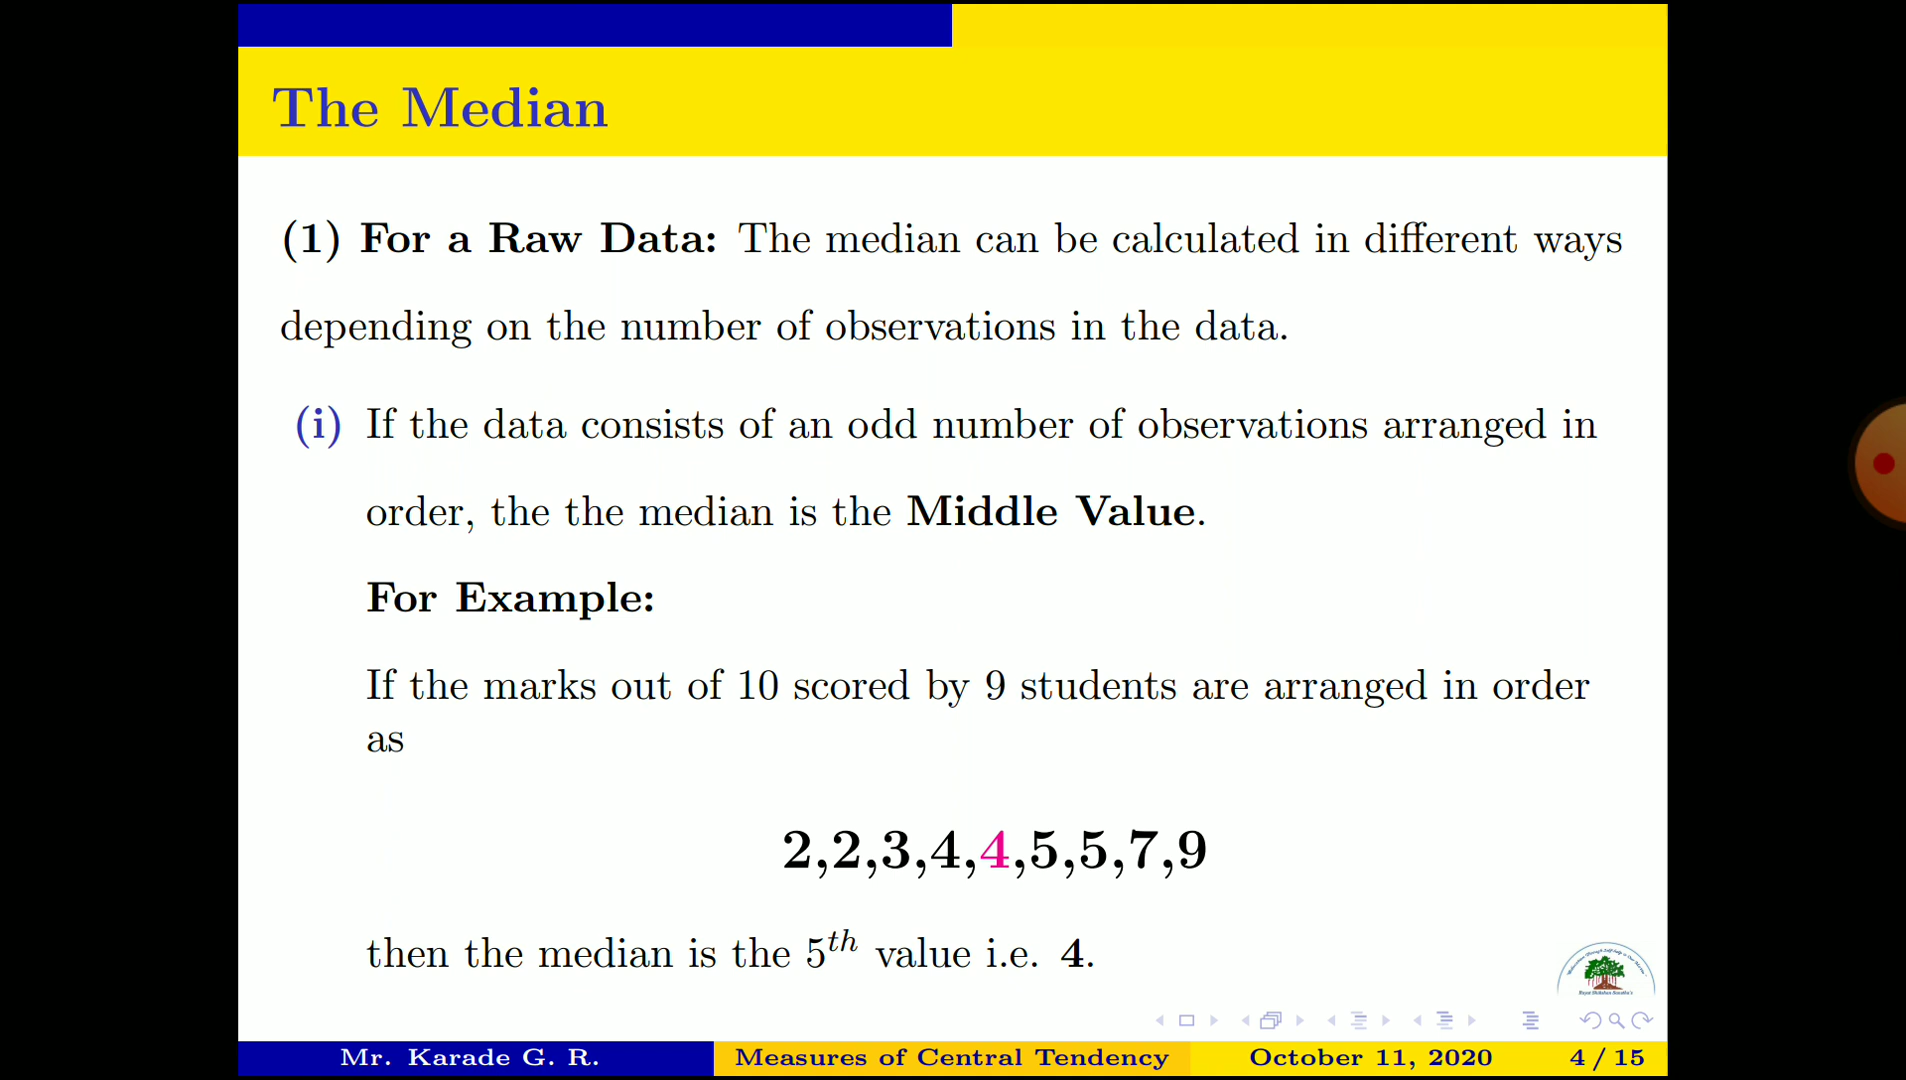 The Median
(1) For a Raw Data: The median can be calculated in different ways
depending on the number of observations in the data.
(i) If the data consists of an odd number of observations arranged in
order, the the median is the Middle Value.
For Example:
If the marks out of 10 scored by 9 students are arranged in order
as
2,2,3,4,4,5,5,7,9
then the median is the 5th value i.e. 4.
Mr. Karade G. R. Measures of Central Tendency October 11, 2020 4 / 15